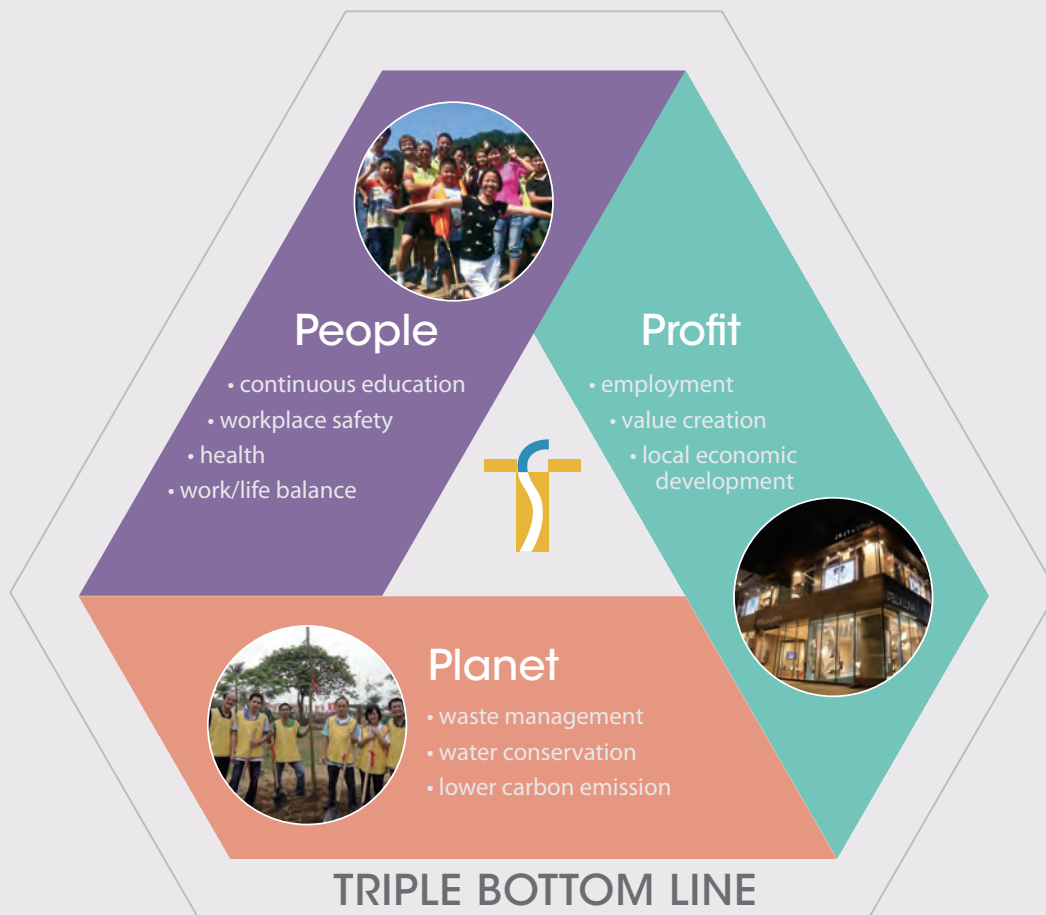 People
• continuous education
• workplace safety
• health
• work/life balance
Profit
• employment
• value creation
• local economic
development
Planet
• waste management
• water conservation
• lower carbon emission
TRIPLE BOTTOM LINE